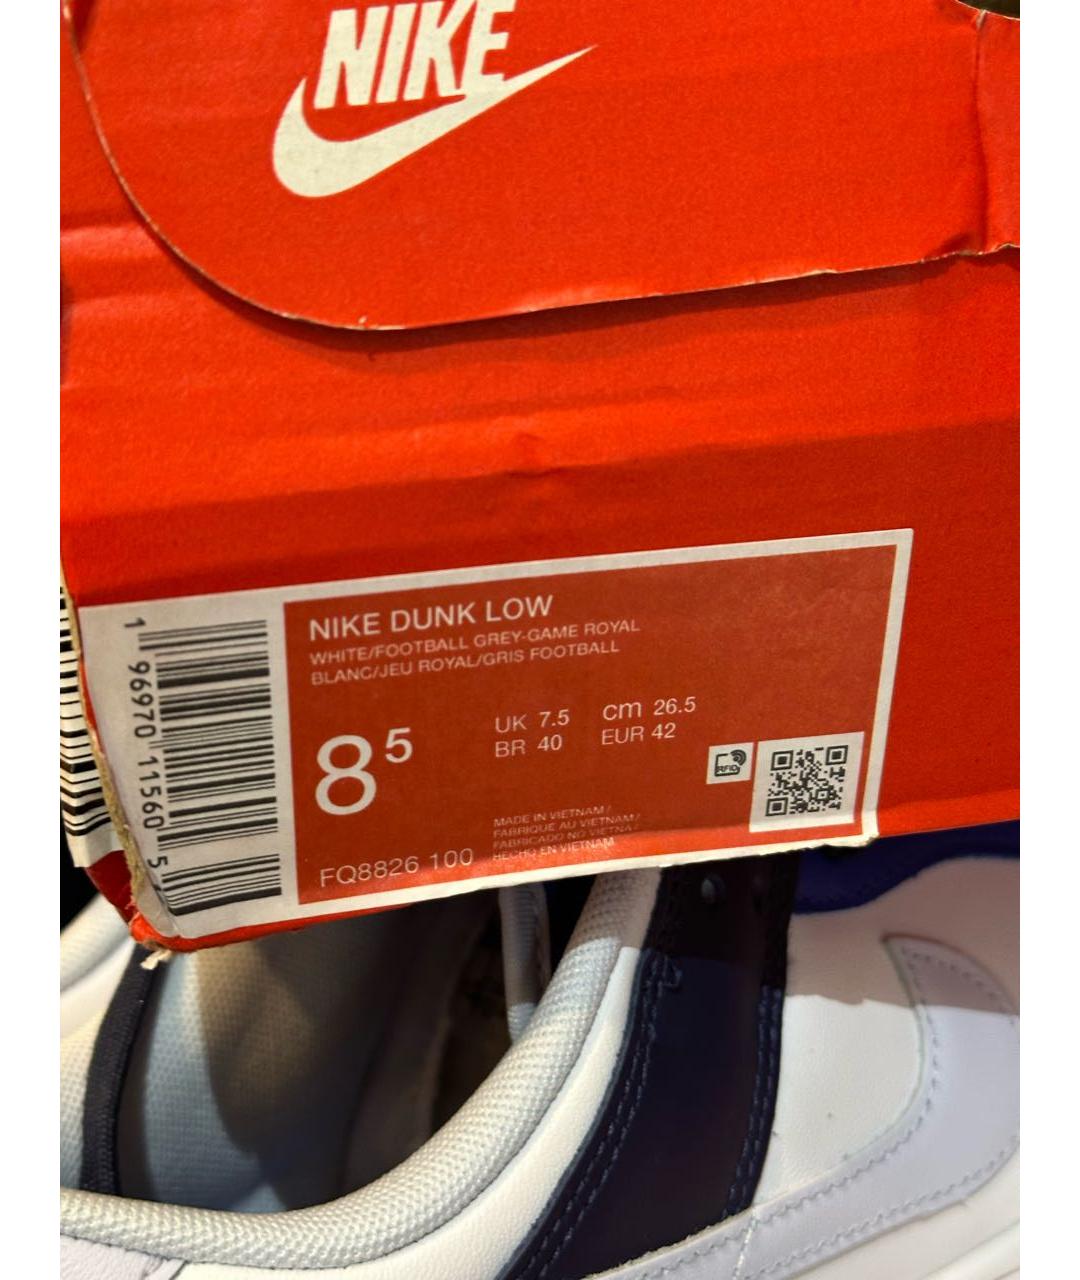 NIKE
NIKE DUNK LOW
WHITE/FOOTBALL GREY-GAME ROYAL
BLANC/JEU ROYAL/GRIS FOOTBALL
8⁵
UK 7.5 cm 26.5
BR 40 EUR 42
RFID
MADE IN VIETNAM /
FABRIQUE AU VIETNAM /
FABRICADO NO VIETNA /
HECHO EN VIETNAM
FQ8826 100
1 96970 11560 5